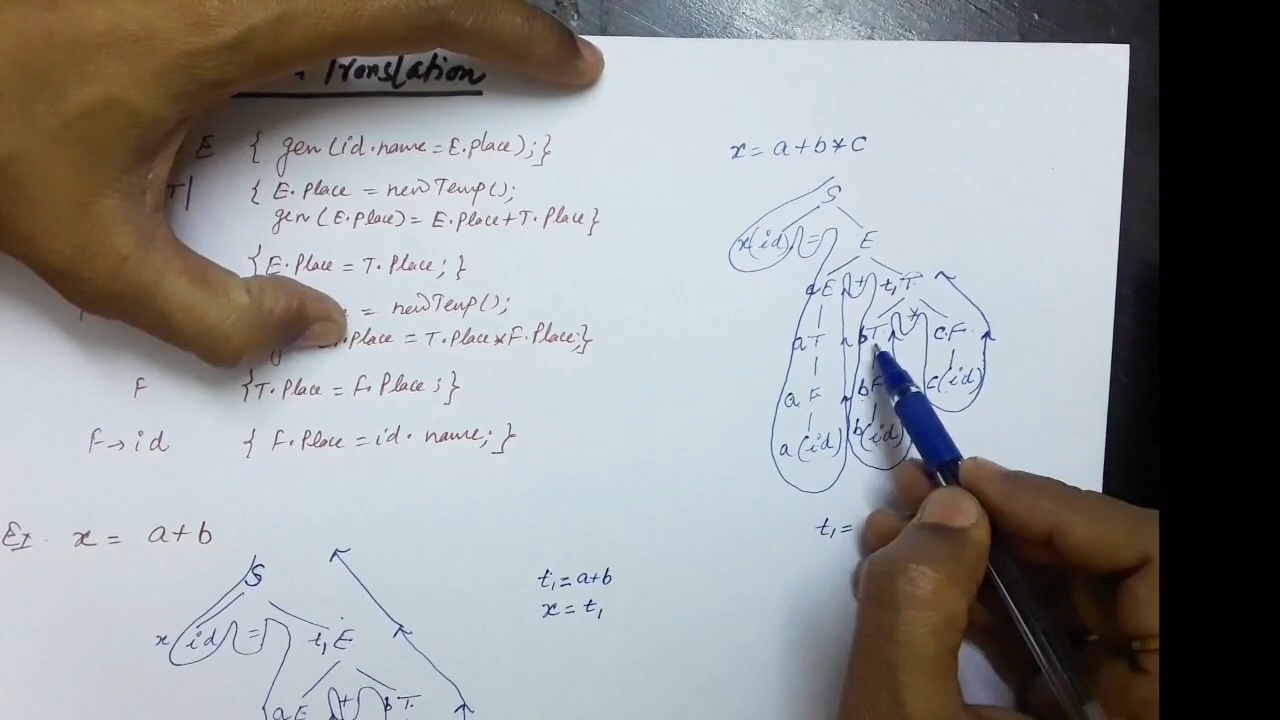 Translation
E { gen(id.name = E.place);}
T| { E.Place = newTemp();
gen(E.place) = E.Place + T.Place}
{E.Place = T.Place;}
= newTemp();
.Place = T.Place * F.Place;}
F {T.Place = F.Place;}
F → id { F.Place = id.name;}
Ex. x = a+b
S
x (id) = t₁ E
a E + b T
t₁ = a+b
x = t₁
x = a+b*c
S
x(id) = E
a E + t₁ T
a T b T * c F
a F b F c(id)
a (id) b(id)
t₁ =